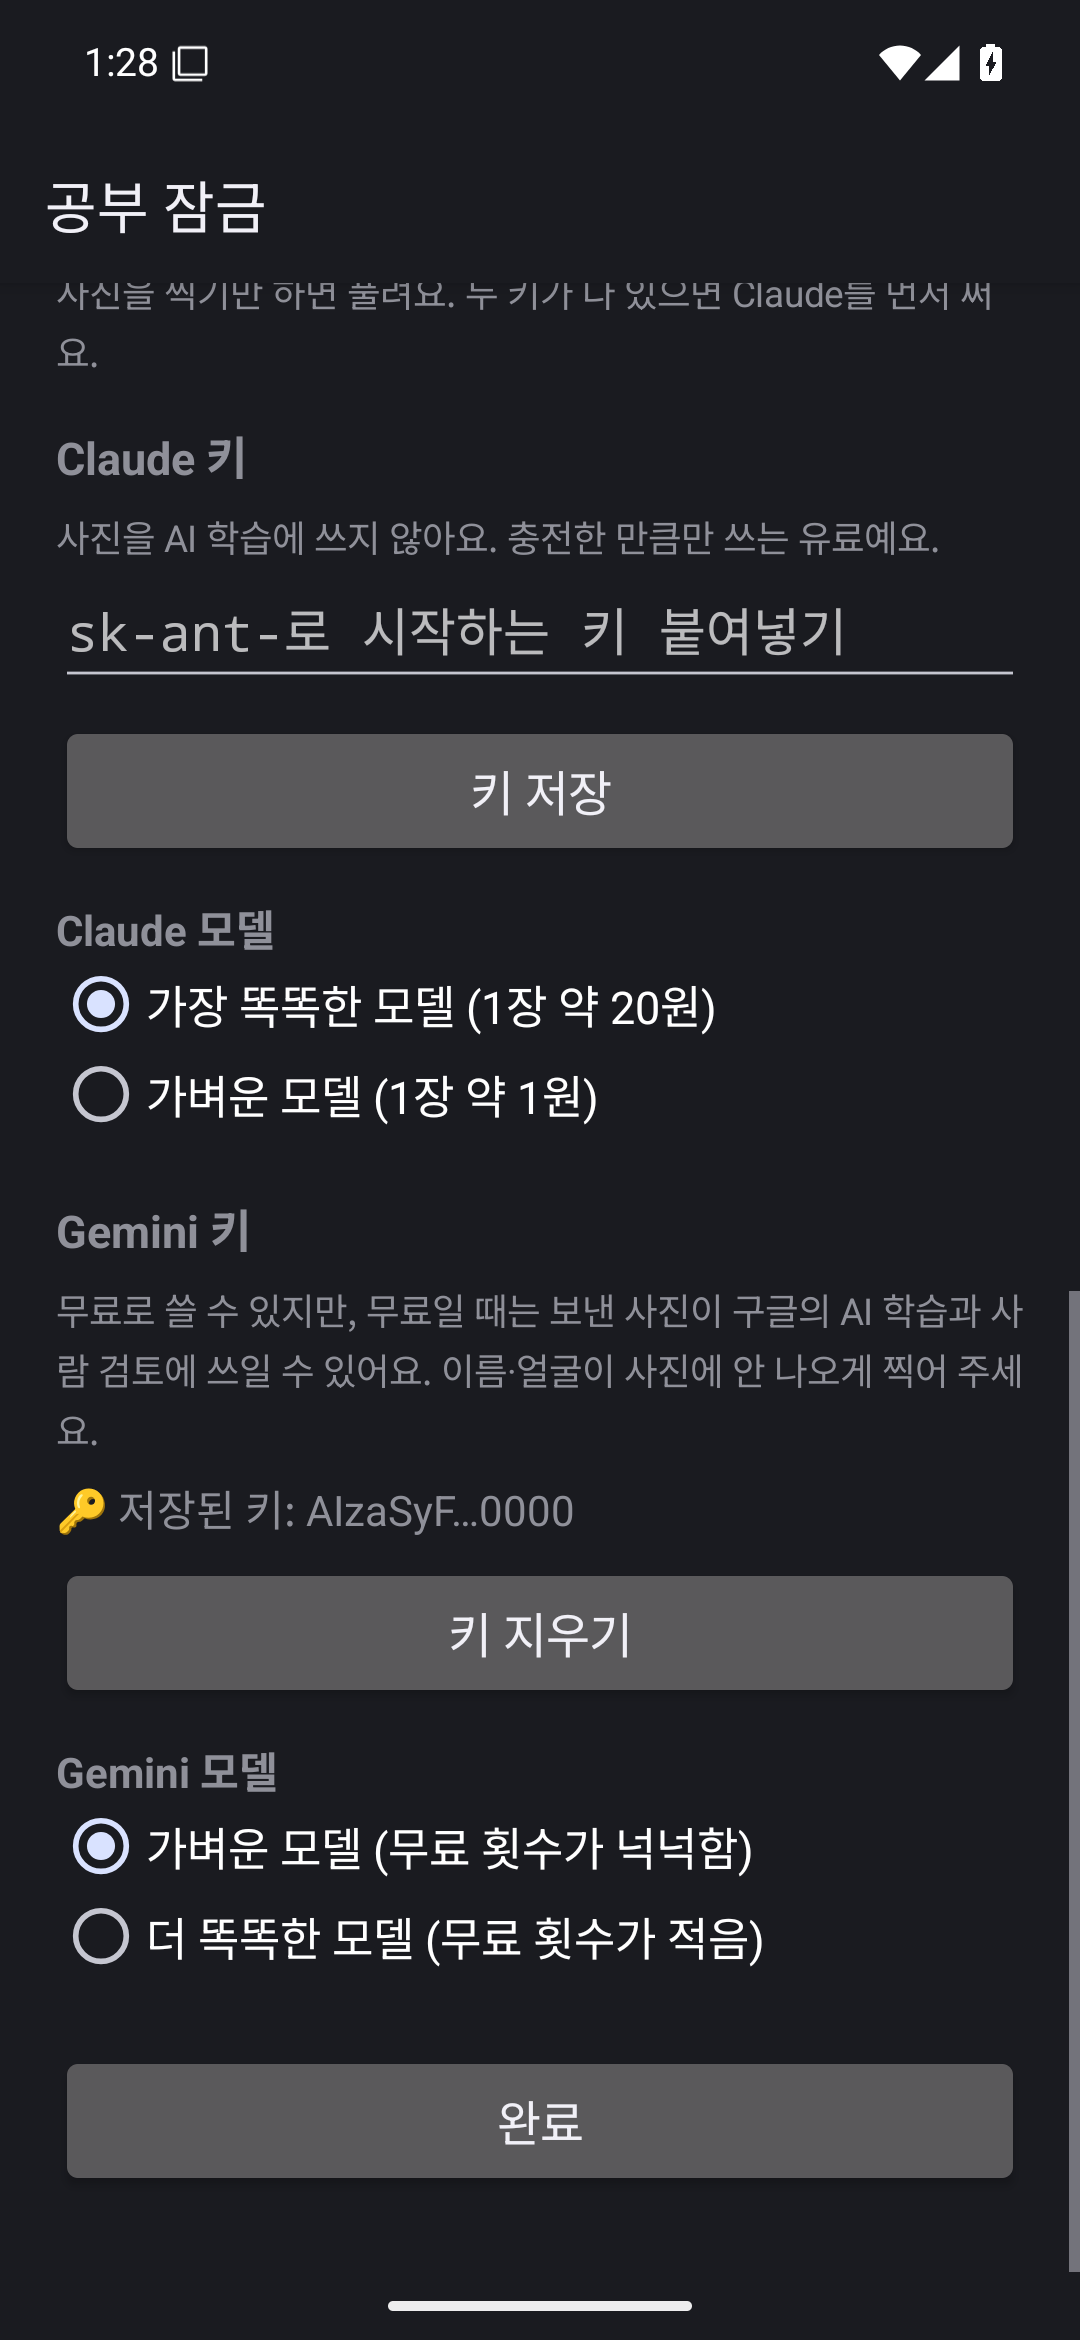 1:28
공부 잠금
사진을 찍기만 하면 풀려요. 두 키가 다 있으면 Claude를 먼저 써
요.
Claude 키
사진을 AI 학습에 쓰지 않아요. 충전한 만큼만 쓰는 유료예요.
sk-ant-로 시작하는 키 붙여넣기
키 저장
Claude 모델
가장 똑똑한 모델 (1장 약 20원)
가벼운 모델 (1장 약 1원)
Gemini 키
무료로 쓸 수 있지만, 무료일 때는 보낸 사진이 구글의 AI 학습과 사
람 검토에 쓰일 수 있어요. 이름·얼굴이 사진에 안 나오게 찍어 주세
요.
🔑 저장된 키: AIzaSyF…0000
키 지우기
Gemini 모델
가벼운 모델 (무료 횟수가 넉넉함)
더 똑똑한 모델 (무료 횟수가 적음)
완료